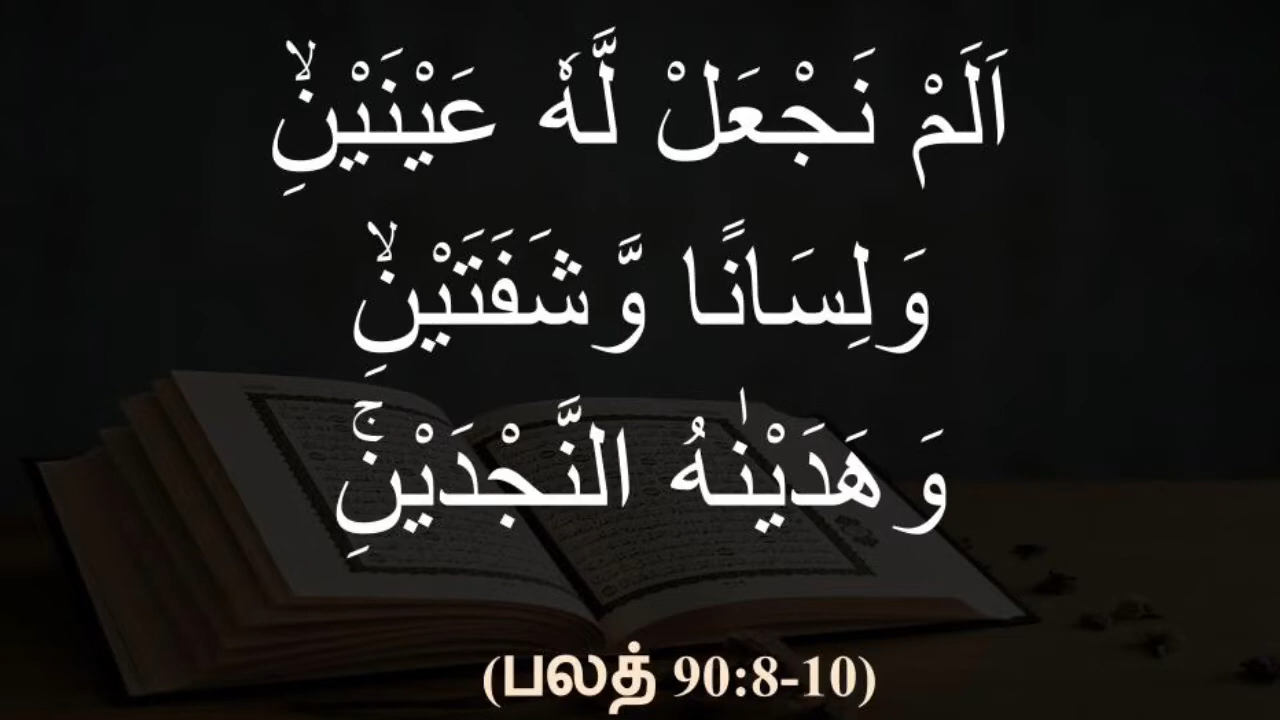 اَلَمْ نَجْعَلْ لَّهٗ عَيْنَيْنِۙ
وَلِسَانًا وَّشَفَتَيْنِۙ
وَهَدَيْنٰهُ النَّجْدَيْنِۚ
(பலத் 90:8-10)